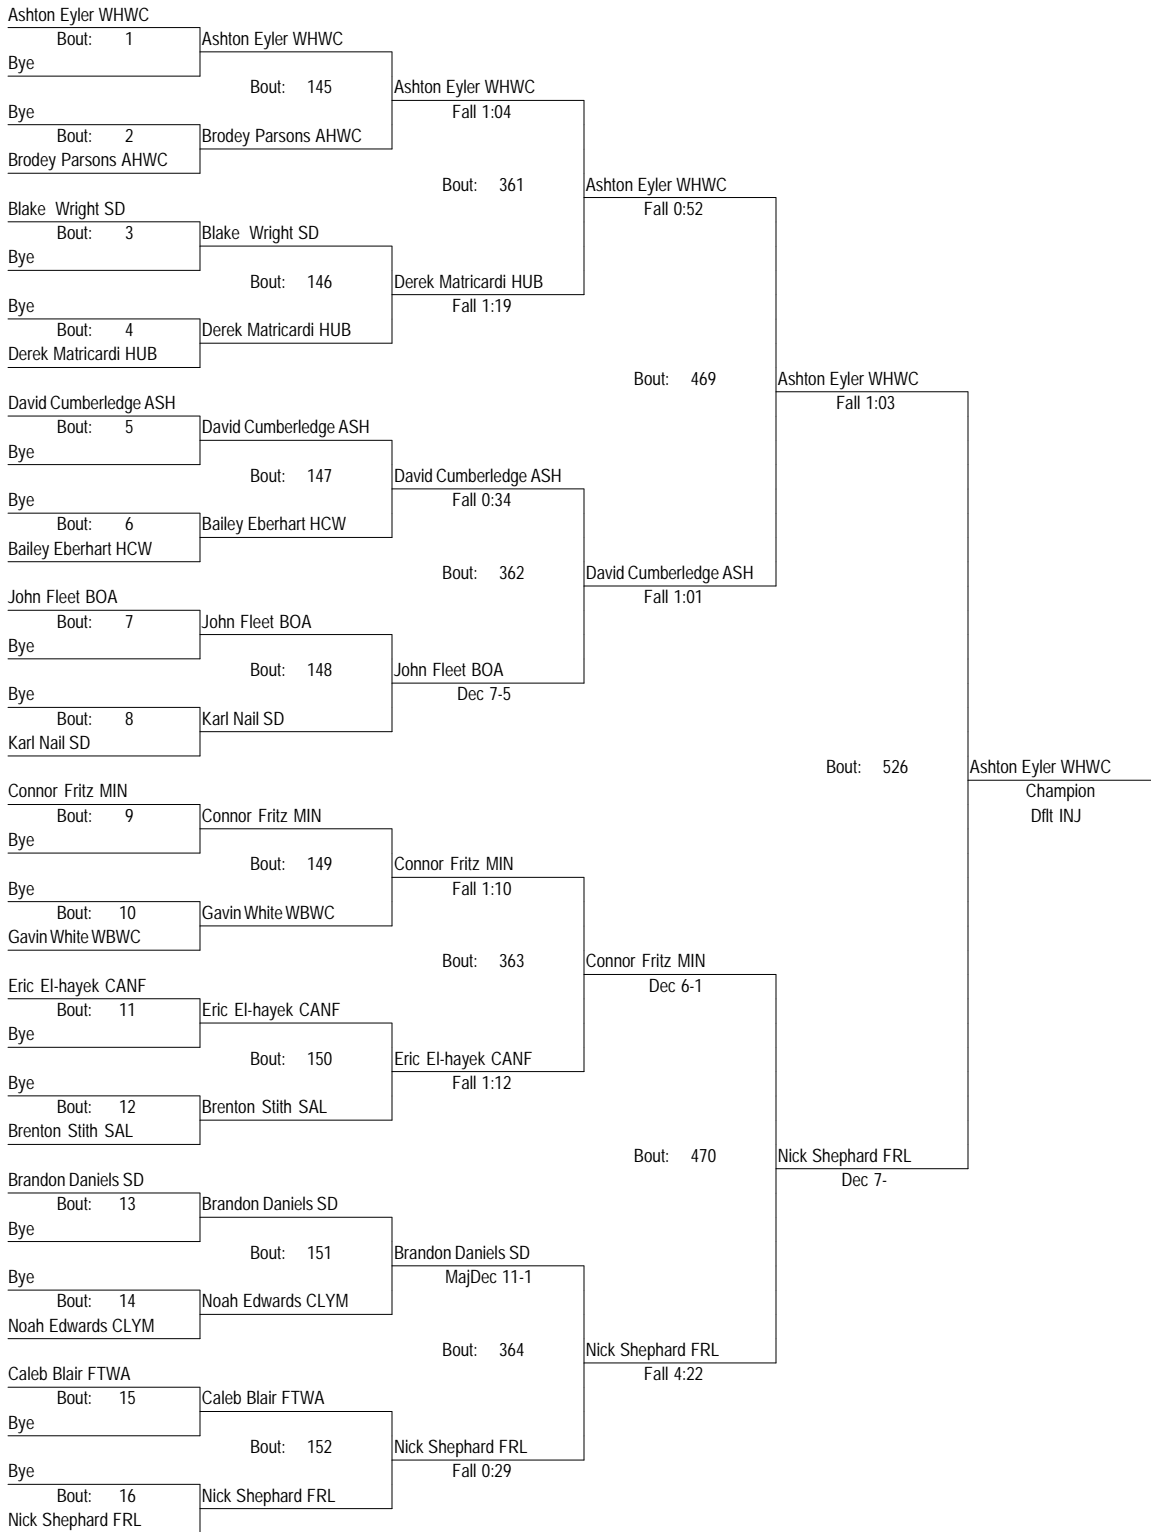 Ashton Eyler WHWC
Bout: 1
Ashton Eyler WHWC
Bye
Bout: 145
Ashton Eyler WHWC
Bye
Fall 1:04
Bout: 2
Brodey Parsons AHWC
Brodey Parsons AHWC
Bout: 361
Ashton Eyler WHWC
Blake Wright SD
Fall 0:52
Bout: 3
Blake Wright SD
Bye
Bout: 146
Derek Matricardi HUB
Bye
Fall 1:19
Bout: 4
Derek Matricardi HUB
Derek Matricardi HUB
Bout: 469
Ashton Eyler WHWC
David Cumberledge ASH
Fall 1:03
Bout: 5
David Cumberledge ASH
Bye
Bout: 147
David Cumberledge ASH
Bye
Fall 0:34
Bout: 6
Bailey Eberhart HCW
Bailey Eberhart HCW
Bout: 362
David Cumberledge ASH
John Fleet BOA
Fall 1:01
Bout: 7
John Fleet BOA
Bye
Bout: 148
John Fleet BOA
Bye
Dec 7-5
Bout: 8
Karl Nail SD
Karl Nail SD
Bout: 526
Ashton Eyler WHWC
Connor Fritz MIN
Champion
Bout: 9
Connor Fritz MIN
Dflt INJ
Bye
Bout: 149
Connor Fritz MIN
Bye
Fall 1:10
Bout: 10
Gavin White WBWC
Gavin White WBWC
Bout: 363
Connor Fritz MIN
Eric El-hayek CANF
Dec 6-1
Bout: 11
Eric El-hayek CANF
Bye
Bout: 150
Eric El-hayek CANF
Bye
Fall 1:12
Bout: 12
Brenton Stith SAL
Brenton Stith SAL
Bout: 470
Nick Shephard FRL
Brandon Daniels SD
Dec 7-
Bout: 13
Brandon Daniels SD
Bye
Bout: 151
Brandon Daniels SD
Bye
MajDec 11-1
Bout: 14
Noah Edwards CLYM
Noah Edwards CLYM
Bout: 364
Nick Shephard FRL
Caleb Blair FTWA
Fall 4:22
Bout: 15
Caleb Blair FTWA
Bye
Bout: 152
Nick Shephard FRL
Bye
Fall 0:29
Bout: 16
Nick Shephard FRL
Nick Shephard FRL